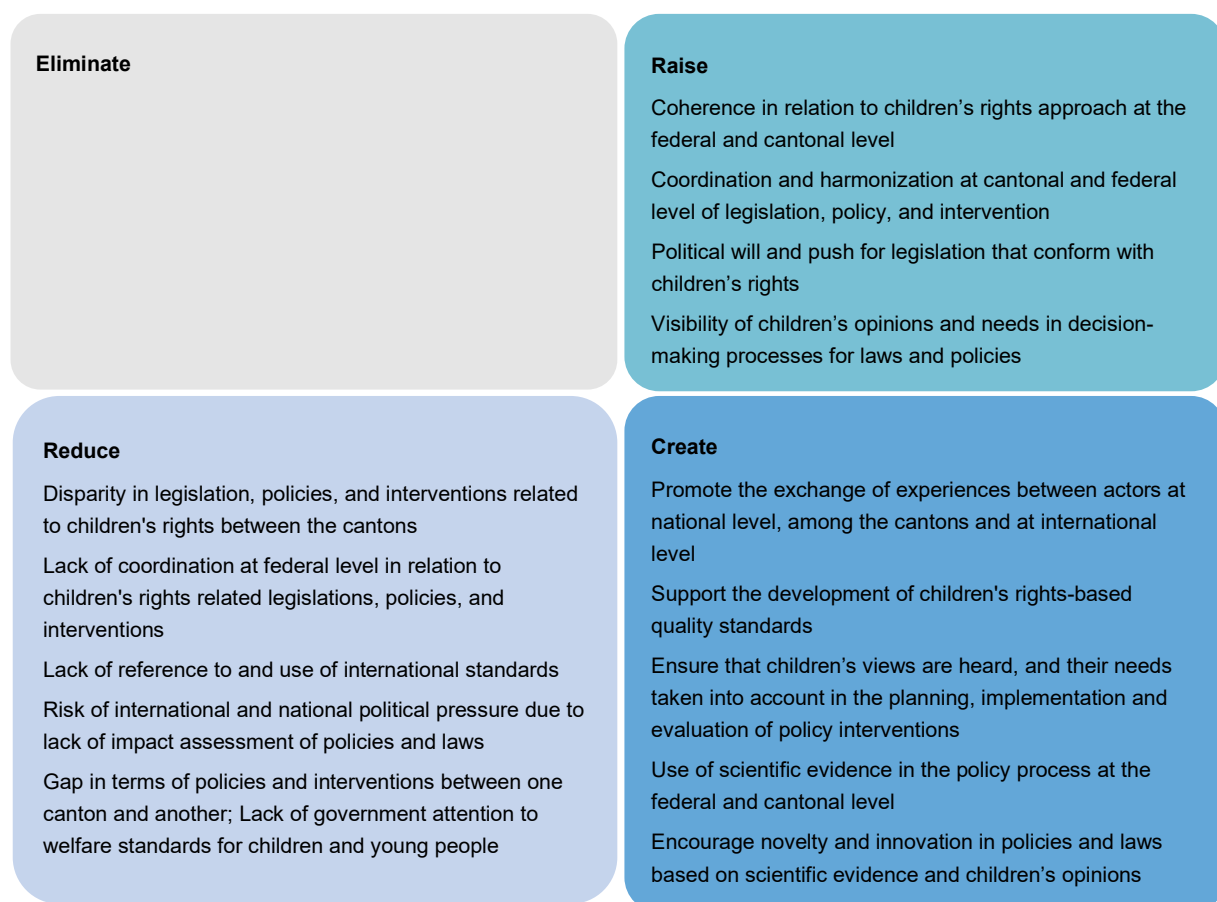 Eliminate
Raise
Coherence in relation to children’s rights approach at the
federal and cantonal level
Coordination and harmonization at cantonal and federal
level of legislation, policy, and intervention
Political will and push for legislation that conform with
children’s rights
Visibility of children’s opinions and needs in decision-
making processes for laws and policies
Reduce
Disparity in legislation, policies, and interventions related
to children's rights between the cantons
Lack of coordination at federal level in relation to
children's rights related legislations, policies, and
interventions
Lack of reference to and use of international standards
Risk of international and national political pressure due to
lack of impact assessment of policies and laws
Gap in terms of policies and interventions between one
canton and another; Lack of government attention to
welfare standards for children and young people
Create
Promote the exchange of experiences between actors at
national level, among the cantons and at international
level
Support the development of children's rights-based
quality standards
Ensure that children’s views are heard, and their needs
taken into account in the planning, implementation and
evaluation of policy interventions
Use of scientific evidence in the policy process at the
federal and cantonal level
Encourage novelty and innovation in policies and laws
based on scientific evidence and children’s opinions